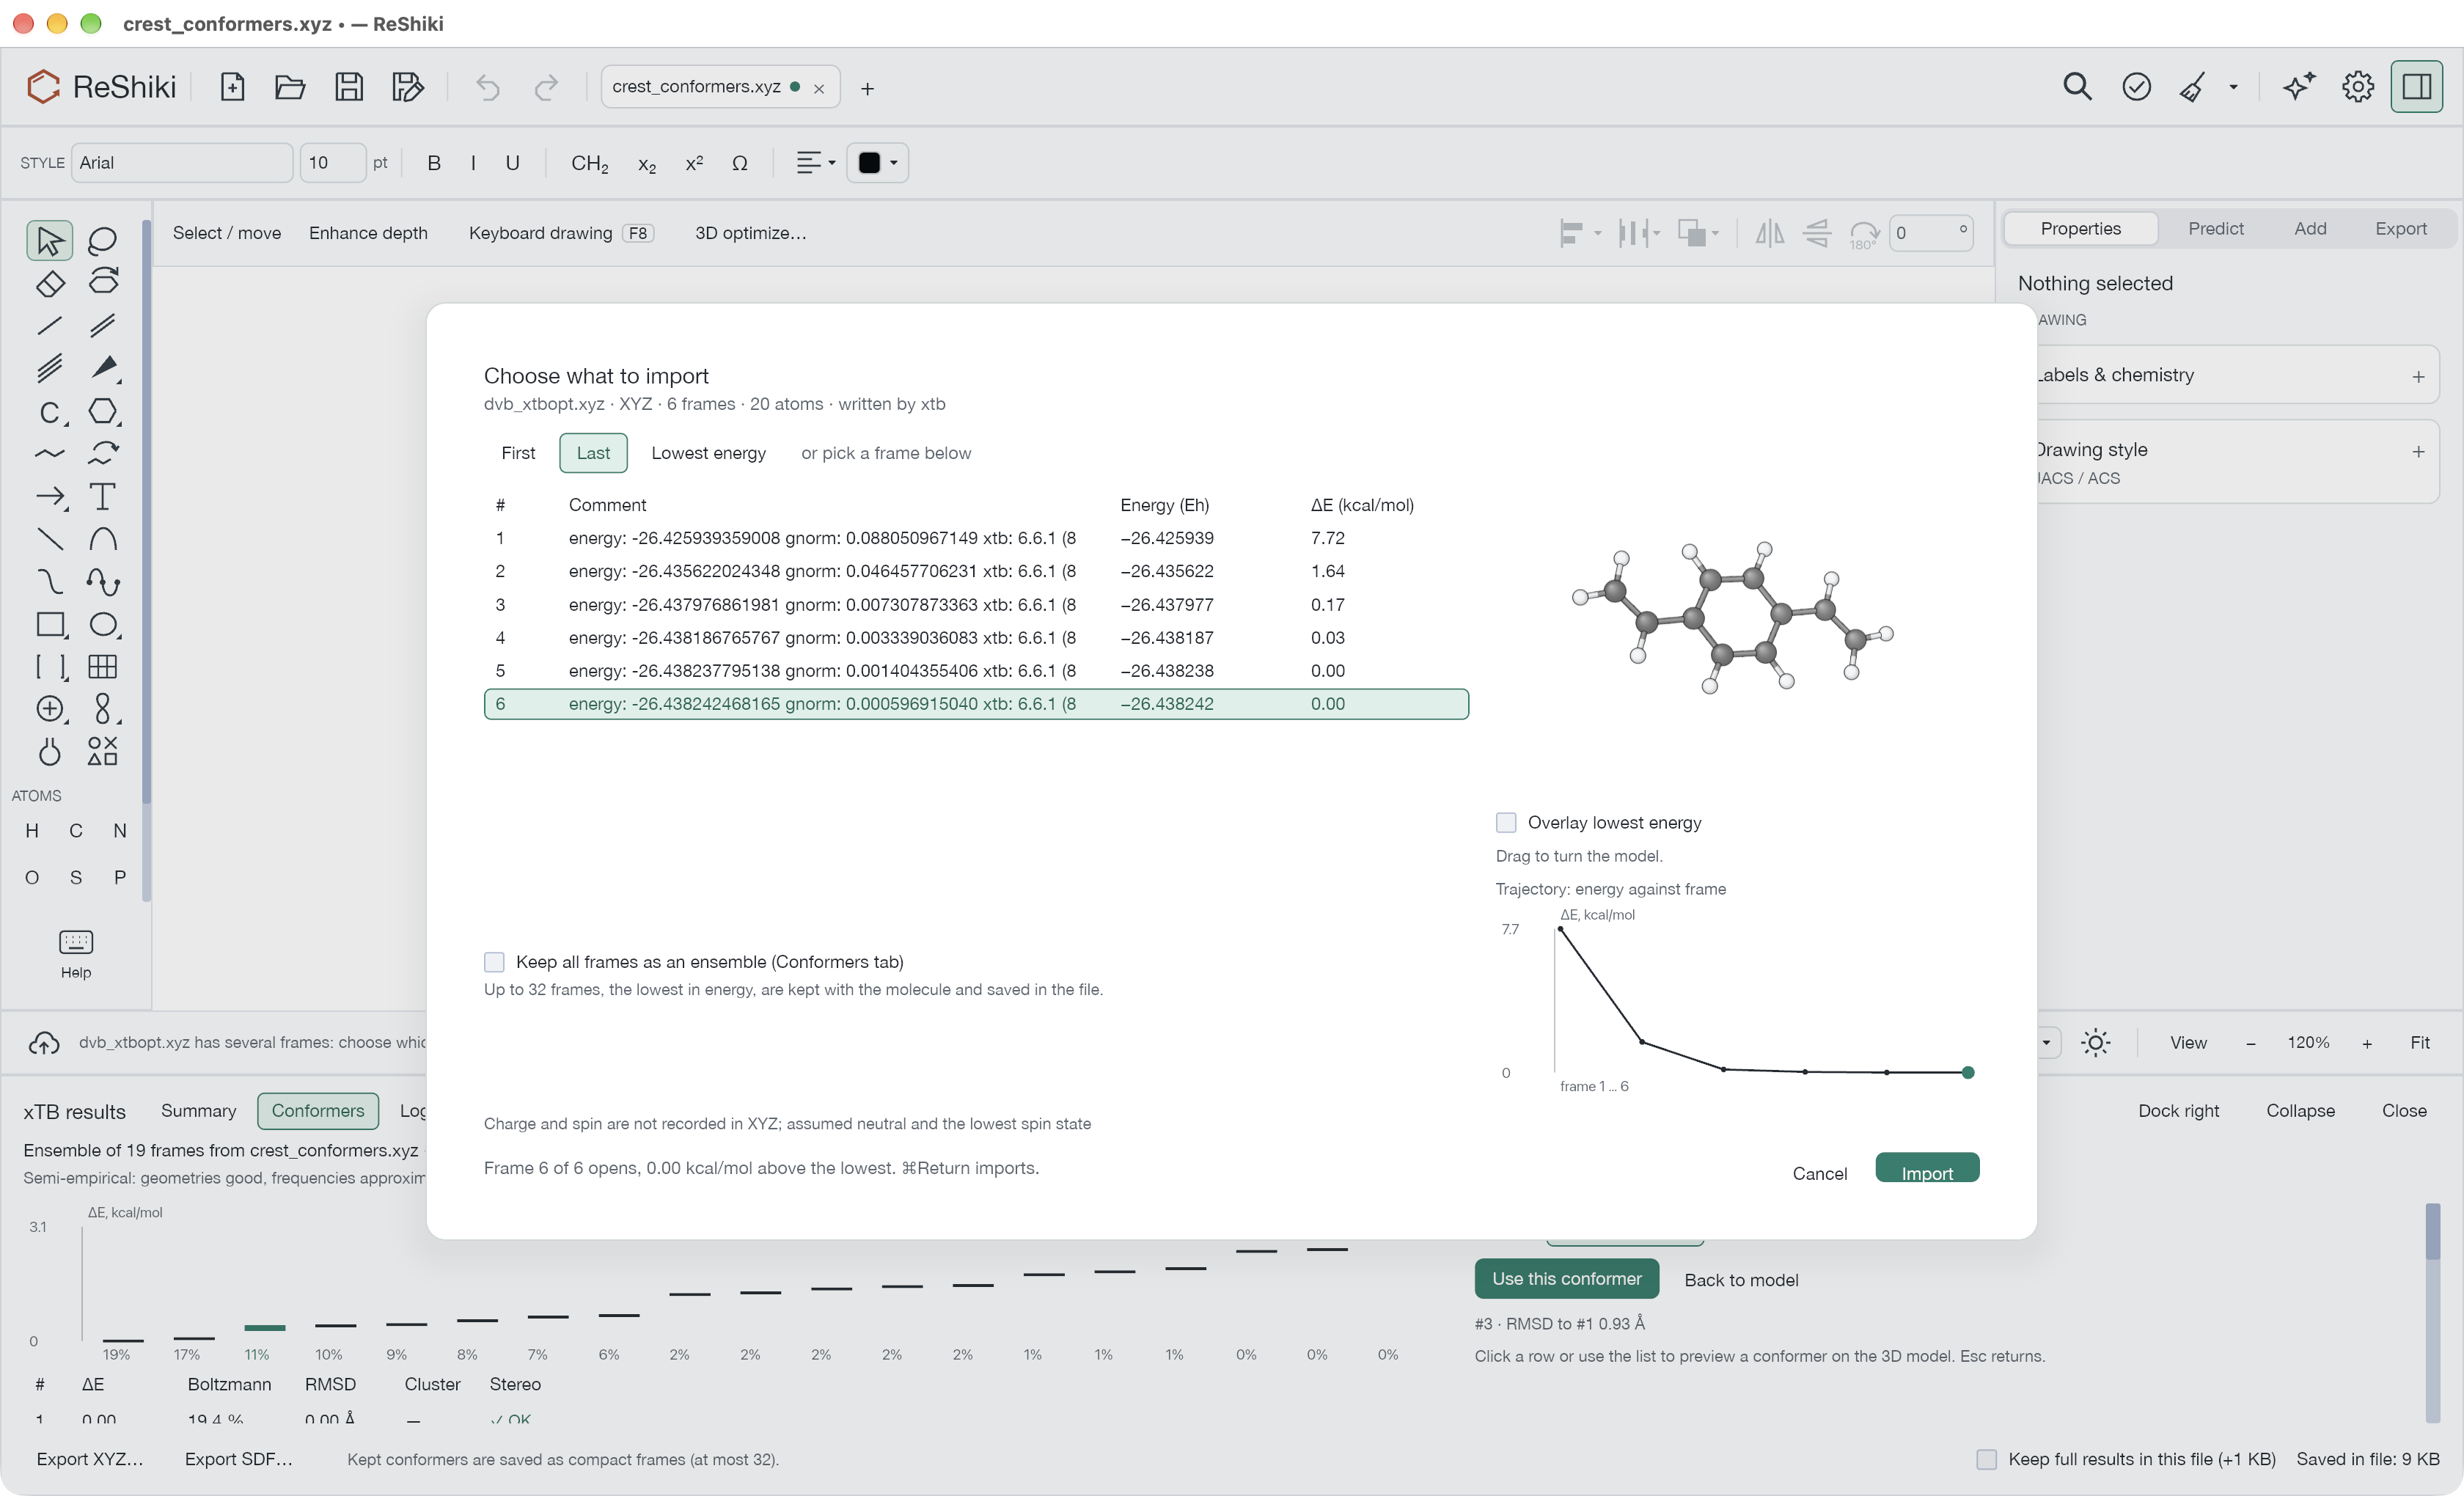 crest_conformers.xyz • — ReShiki
ReShiki
crest_conformers.xyz × +
STYLE Arial 10 pt B I U CH₂ x₂ x² Ω
Select / move Enhance depth Keyboard drawing F8 3D optimize... 180° 0 °
Properties Predict Add Export
Nothing selected
AWING
Labels & chemistry +
Drawing style +
JACS / ACS
C
T
ATOMS
H C N
O S P
Help
Choose what to import
dvb_xtbopt.xyz · XYZ · 6 frames · 20 atoms · written by xtb
First Last Lowest energy or pick a frame below
# Comment Energy (Eh) ΔE (kcal/mol)
1 energy: -26.425939359008 gnorm: 0.088050967149 xtb: 6.6.1 (8 −26.425939 7.72
2 energy: -26.435622024348 gnorm: 0.046457706231 xtb: 6.6.1 (8 −26.435622 1.64
3 energy: -26.437976861981 gnorm: 0.007307873363 xtb: 6.6.1 (8 −26.437977 0.17
4 energy: -26.438186765767 gnorm: 0.003339036083 xtb: 6.6.1 (8 −26.438187 0.03
5 energy: -26.438237795138 gnorm: 0.001404355406 xtb: 6.6.1 (8 −26.438238 0.00
6 energy: -26.438242468165 gnorm: 0.000596915040 xtb: 6.6.1 (8 −26.438242 0.00
Overlay lowest energy
Drag to turn the model.
Trajectory: energy against frame
ΔE, kcal/mol
7.7
0
frame 1 ... 6
Keep all frames as an ensemble (Conformers tab)
Up to 32 frames, the lowest in energy, are kept with the molecule and saved in the file.
Charge and spin are not recorded in XYZ; assumed neutral and the lowest spin state
Frame 6 of 6 opens, 0.00 kcal/mol above the lowest. ⌘Return imports.
Cancel Import
dvb_xtbopt.xyz has several frames: choose whic
View − 120% + Fit
xTB results Summary Conformers Log
Dock right Collapse Close
Ensemble of 19 frames from crest_conformers.xyz
Semi-empirical: geometries good, frequencies approxim
ΔE, kcal/mol
3.1
0
19% 17% 11% 10% 9% 8% 7% 6% 2% 2% 2% 2% 2% 1% 1% 1% 0% 0% 0%
Use this conformer Back to model
#3 · RMSD to #1 0.93 Å
Click a row or use the list to preview a conformer on the 3D model. Esc returns.
# ΔE Boltzmann RMSD Cluster Stereo
1 0.00 19.4 % 0.00 Å — ✓ OK
Export XYZ... Export SDF... Kept conformers are saved as compact frames (at most 32).
Keep full results in this file (+1 KB) Saved in file: 9 KB